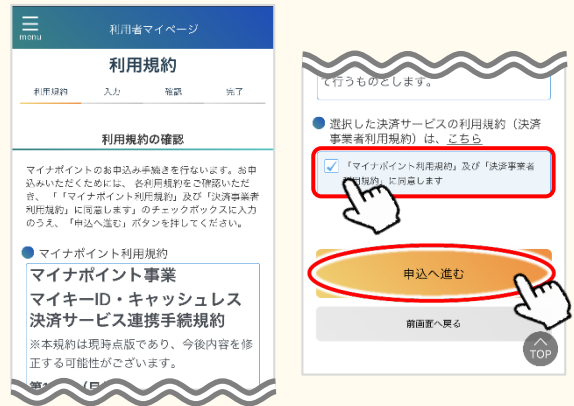 menu
利用者マイページ
利用規約
利用規約 入力 確認 完了
利用規約の確認
マイナポイントのお申込み手続きを行ないます。お申
込みいただくためには、 各利用規約をご確認いただ
き、 「「マイナポイント利用規約」及び「決済事業者
利用規約」に同意します」のチェックボックスに入力
のうえ、「申込へ進む」ボタンを押してください。
マイナポイント利用規約
マイナポイント事業
マイキーID・キャッシュレス
決済サービス連携手続規約
※本規約は現時点版であり、今後内容を修
正する可能性がございます。
て行うものとします。
選択した決済サービスの利用規約（決済
事業者利用規約）は、こちら
「マイナポイント利用規約」及び「決済事業者
用規約」に同意します
申込へ進む
前画面へ戻る
TOP